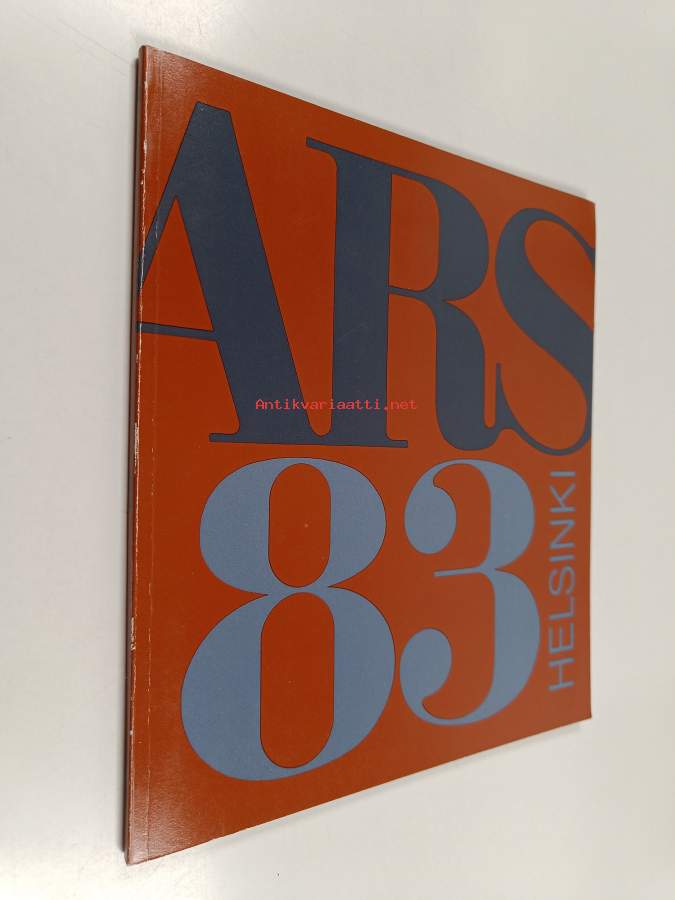 ARS
Antikvariaatti.net
83
HELSINKI